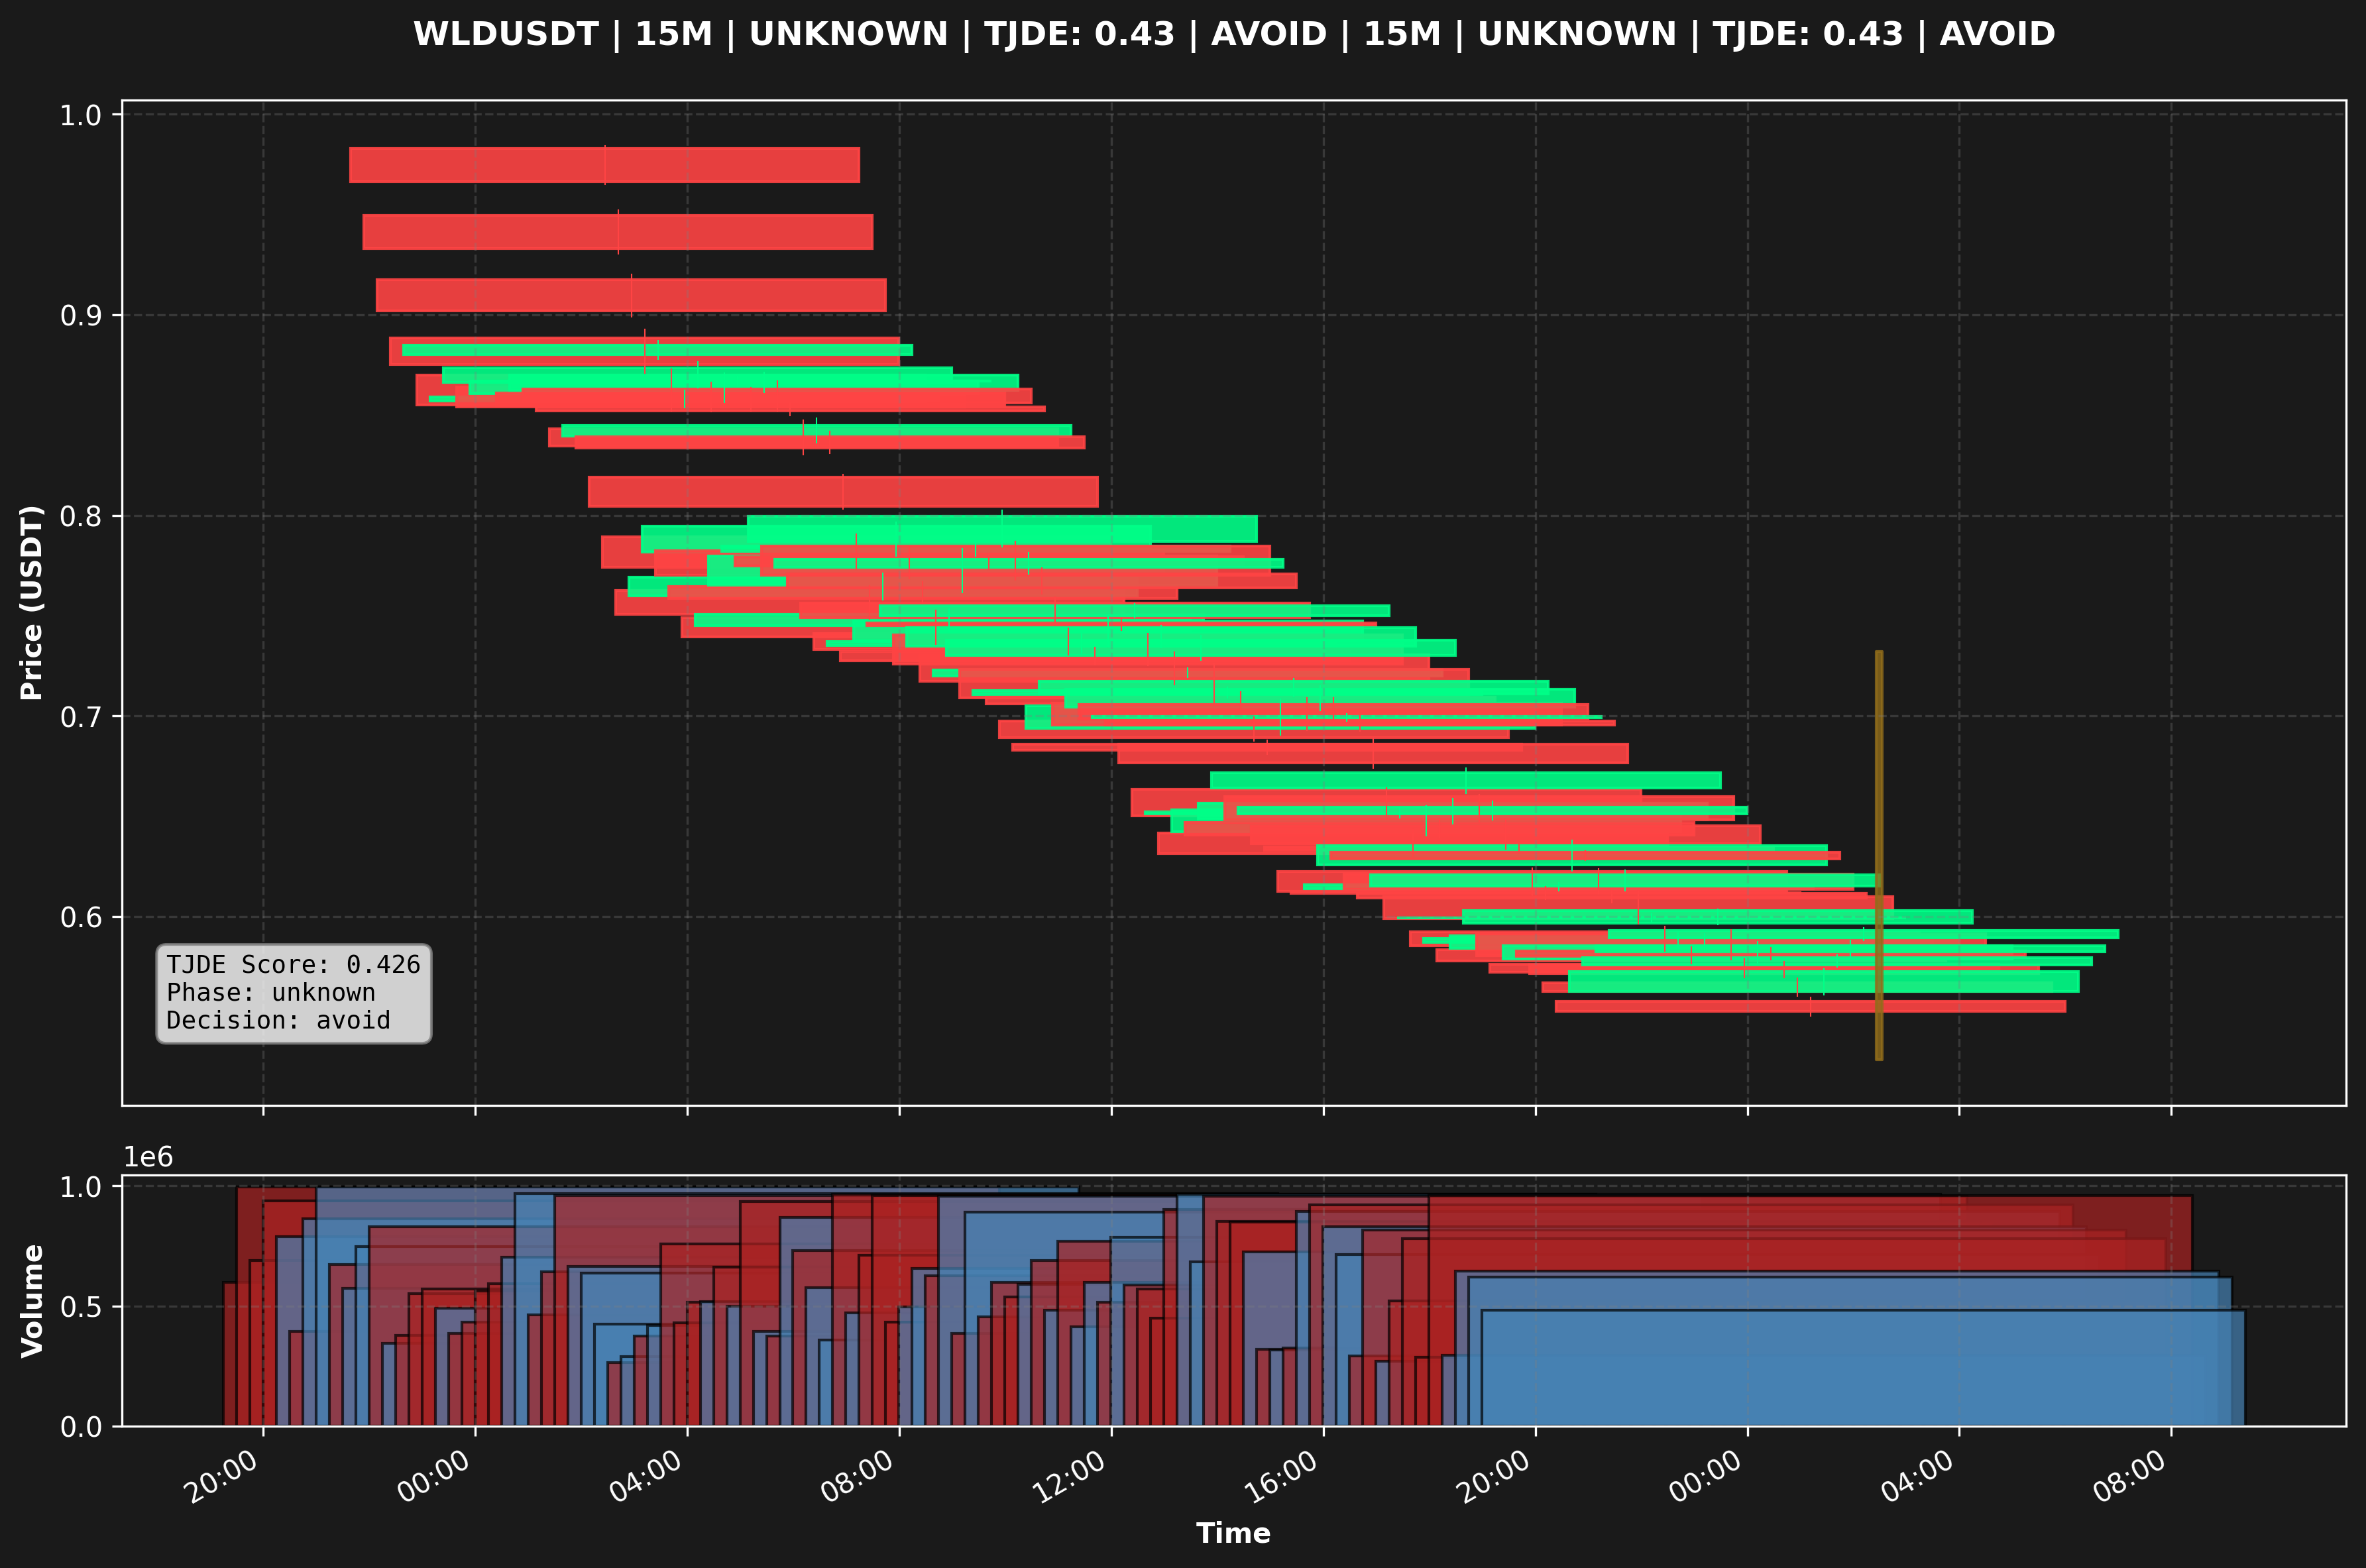 WLDUSDT | 15M | UNKNOWN | TJDE: 0.43 | AVOID | 15M | UNKNOWN | TJDE: 0.43 | AVOID
1.0
0.9
0.8
0.7
0.6
Price (USDT)
TJDE Score: 0.426
Phase: unknown
Decision: avoid
1e6
1.0
0.5
0.0
Volume
20:00
00:00
04:00
08:00
12:00
16:00
20:00
00:00
04:00
08:00
Time